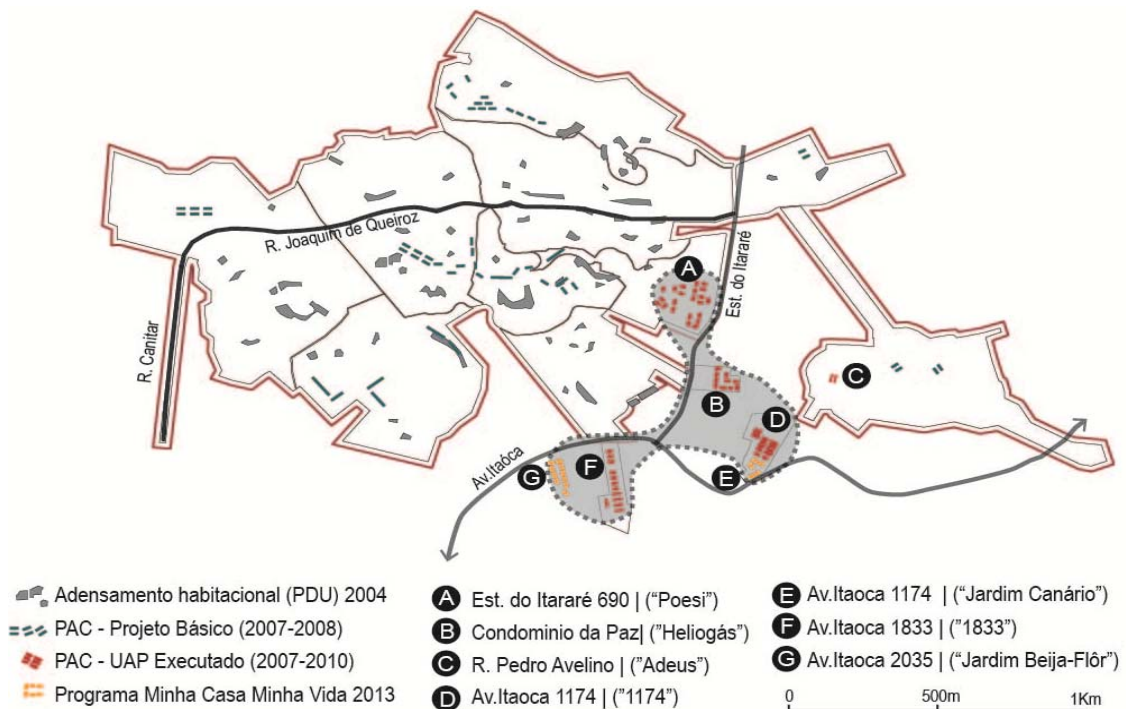 A
R. Joaquim de Queiroz
Est. do Itararé
R. Canitar
C
B
D
Av.Itaóca
F
E
G
Adensamento habitacional (PDU) 2004
PAC - Projeto Básico (2007-2008)
PAC - UAP Executado (2007-2010)
Programa Minha Casa Minha Vida 2013
A Est. do Itararé 690 | (“Poesi”)
B Condominio da Paz| (”Heliogás”)
C R. Pedro Avelino | (“Adeus”)
D Av.Itaoca 1174 | (”1174”)
E Av.Itaoca 1174 | (“Jardim Canário”)
F Av.Itaoca 1833 | (”1833”)
G Av.Itaoca 2035 | (“Jardim Beija-Flôr”)
0 500m 1Km